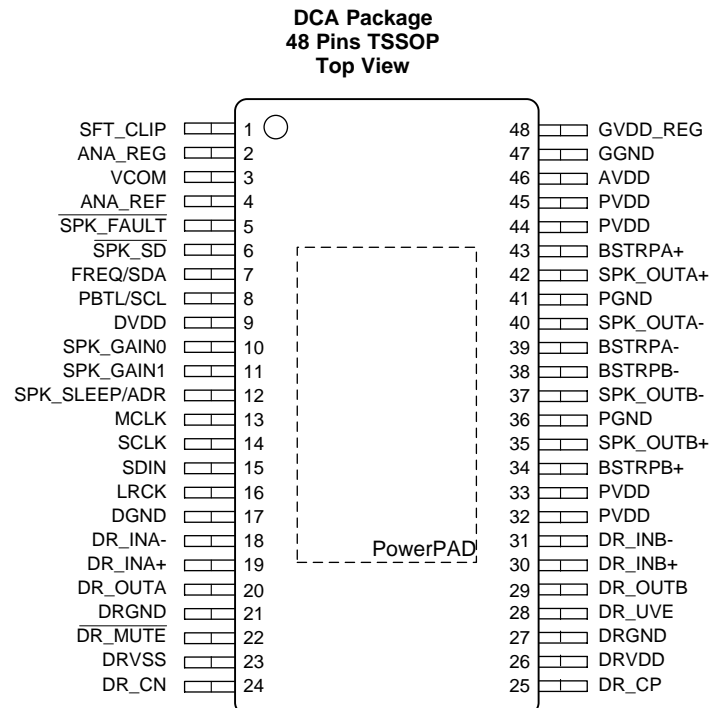 DCA Package
48 Pins TSSOP
Top View
SFT_CLIP 1 48 GVDD_REG
ANA_REG 2 47 GGND
VCOM 3 46 AVDD
ANA_REF 4 45 PVDD
SPK_FAULT 5 44 PVDD
SPK_SD 6 43 BSTRPA+
FREQ/SDA 7 42 SPK_OUTA+
PBTL/SCL 8 41 PGND
DVDD 9 40 SPK_OUTA-
SPK_GAIN0 10 39 BSTRPA-
SPK_GAIN1 11 38 BSTRPB-
SPK_SLEEP/ADR 12 37 SPK_OUTB-
MCLK 13 36 PGND
SCLK 14 35 SPK_OUTB+
SDIN 15 34 BSTRPB+
LRCK 16 33 PVDD
DGND 17 32 PVDD
DR_INA- 18 31 DR_INB-
PowerPAD
DR_INA+ 19 30 DR_INB+
DR_OUTA 20 29 DR_OUTB
DRGND 21 28 DR_UVE
DR_MUTE 22 27 DRGND
DRVSS 23 26 DRVDD
DR_CN 24 25 DR_CP